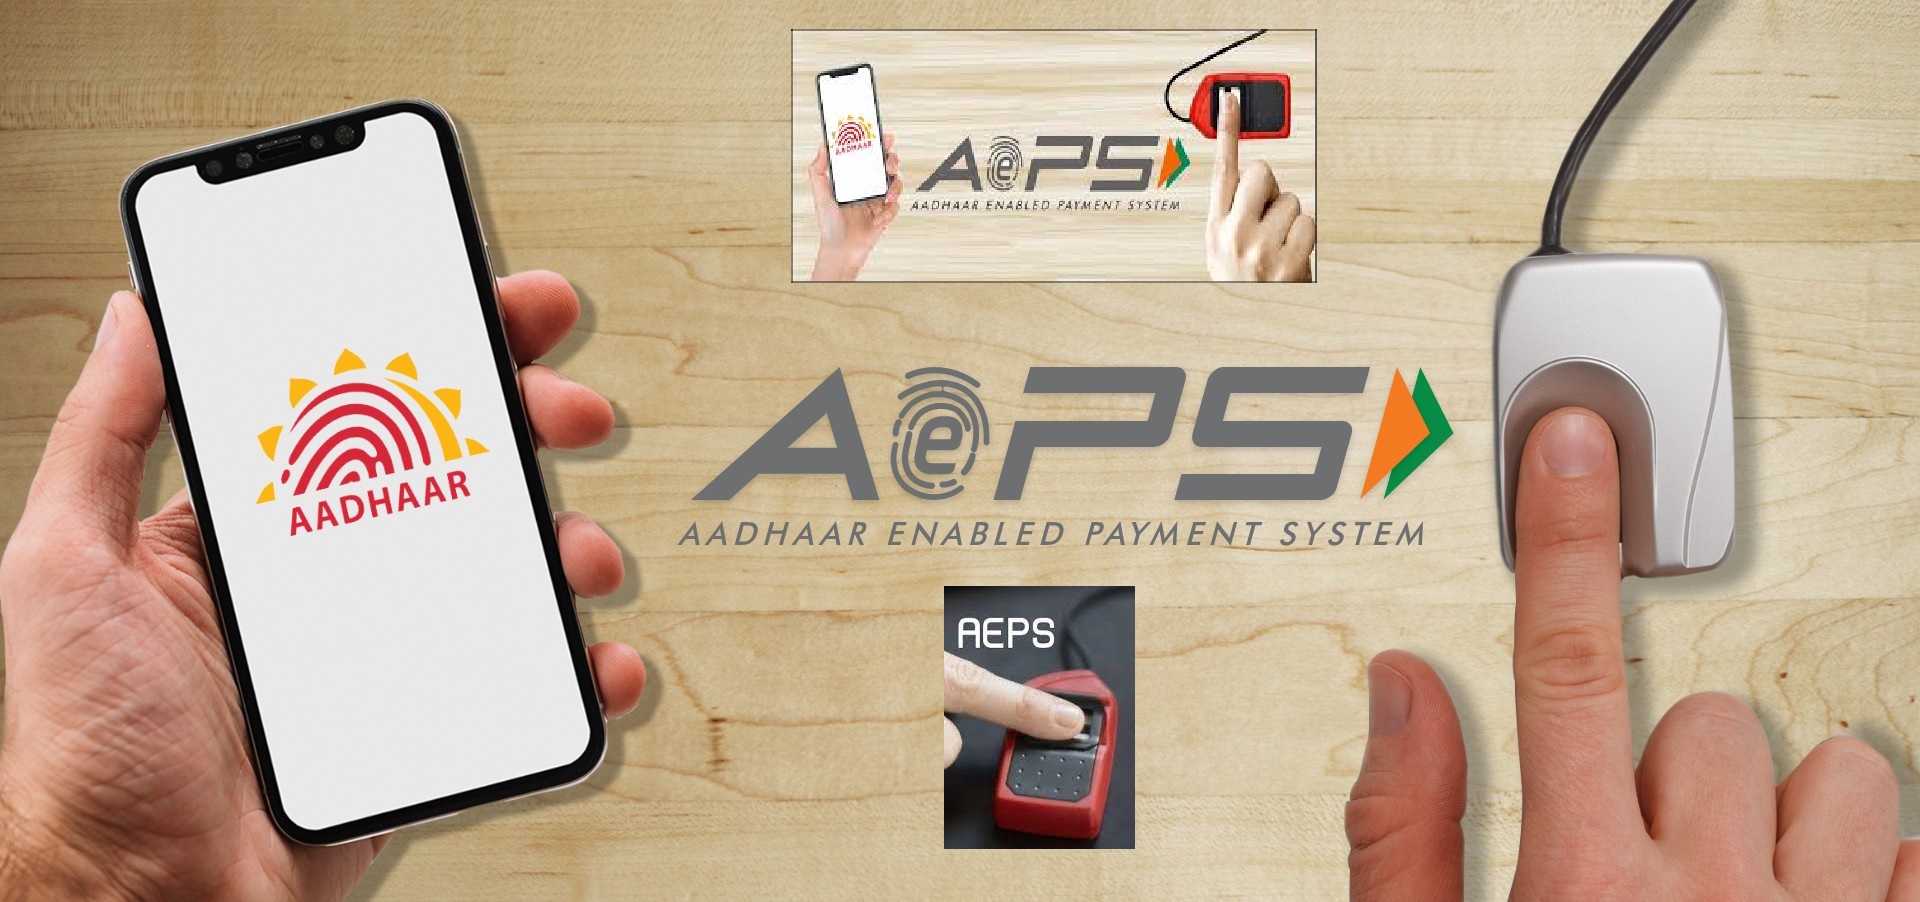 AADHAAR
AePS
AADHAAR ENABLED PAYMENT SYSTEM
AADHAAR
AePS
AADHAAR ENABLED PAYMENT SYSTEM
AEPS